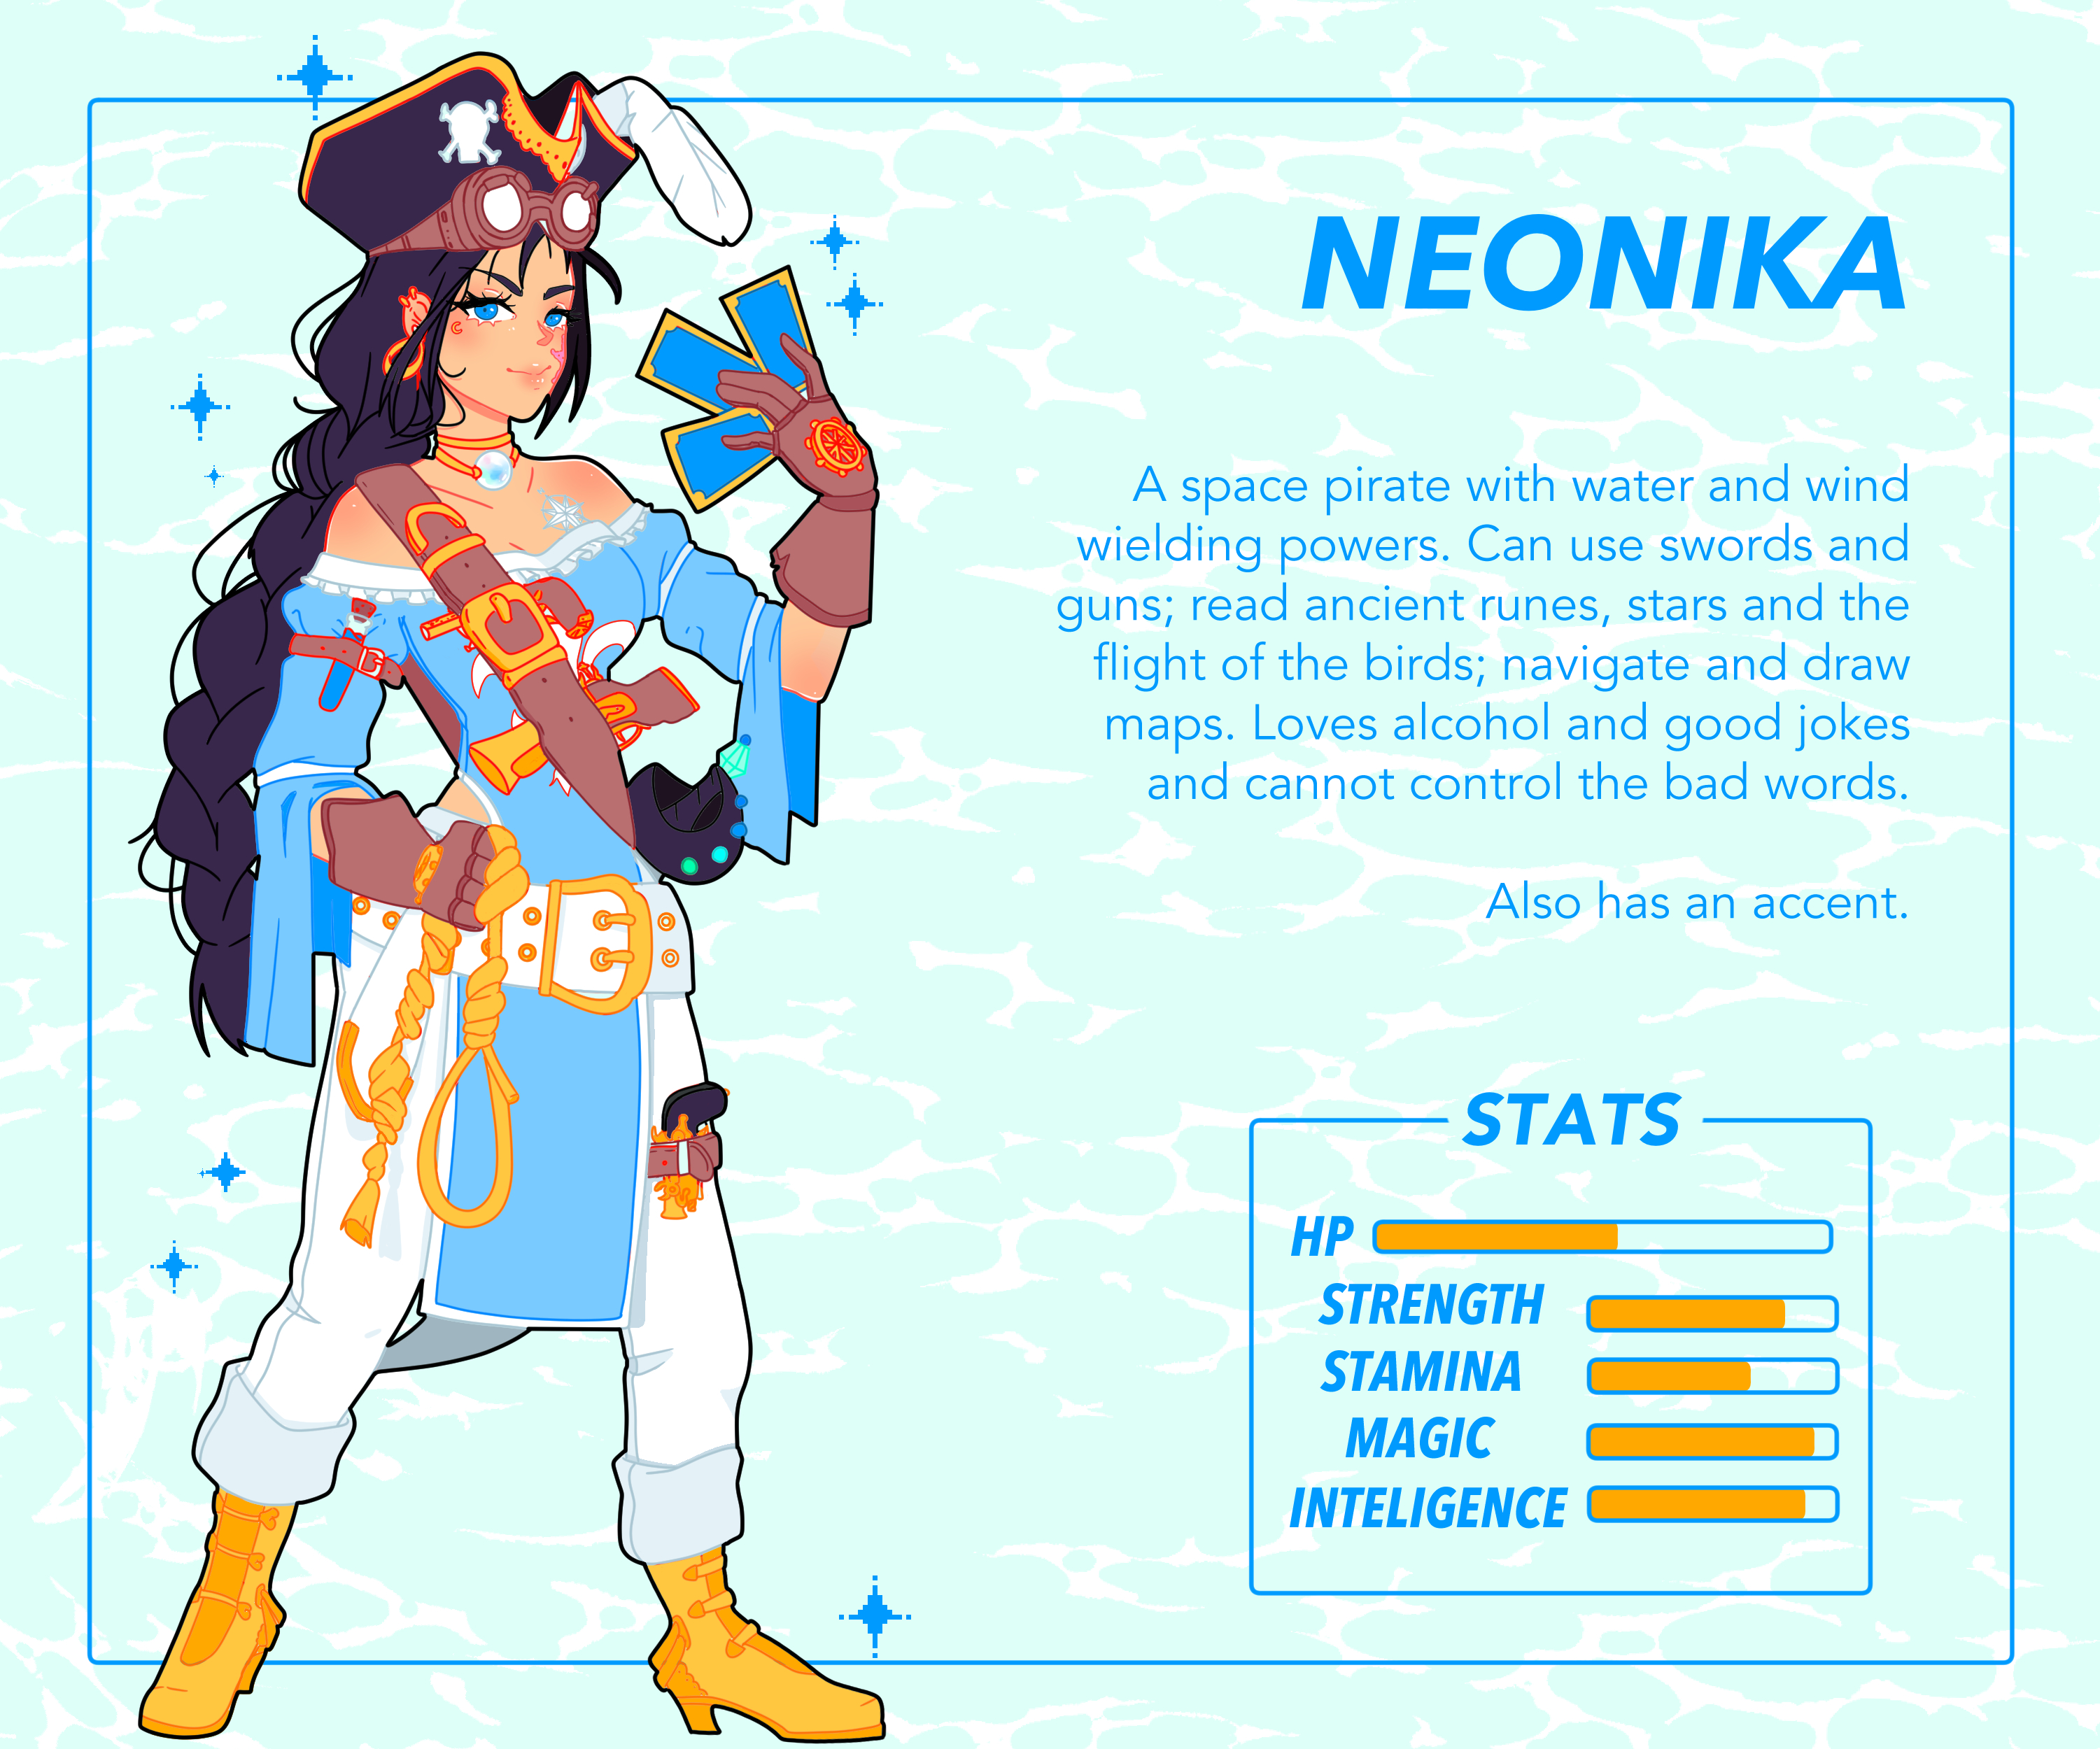 NEONIKA
A space pirate with water and wind
wielding powers. Can use swords and
guns; read ancient runes, stars and the
flight of the birds; navigate and draw
maps. Loves alcohol and good jokes
and cannot control the bad words.
Also has an accent.
STATS
HP
STRENGTH
STAMINA
MAGIC
INTELIGENCE